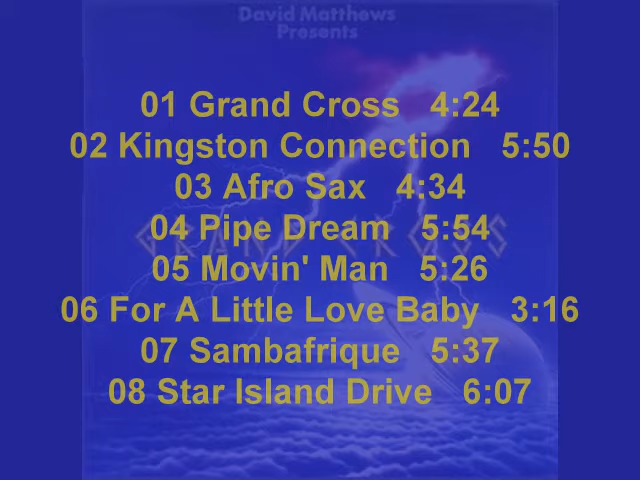 David Matthews
Presents
01 Grand Cross 4:24
02 Kingston Connection 5:50
03 Afro Sax 4:34
04 Pipe Dream 5:54
GRAND CROSS
05 Movin' Man 5:26
06 For A Little Love Baby 3:16
07 Sambafrique 5:37
08 Star Island Drive 6:07